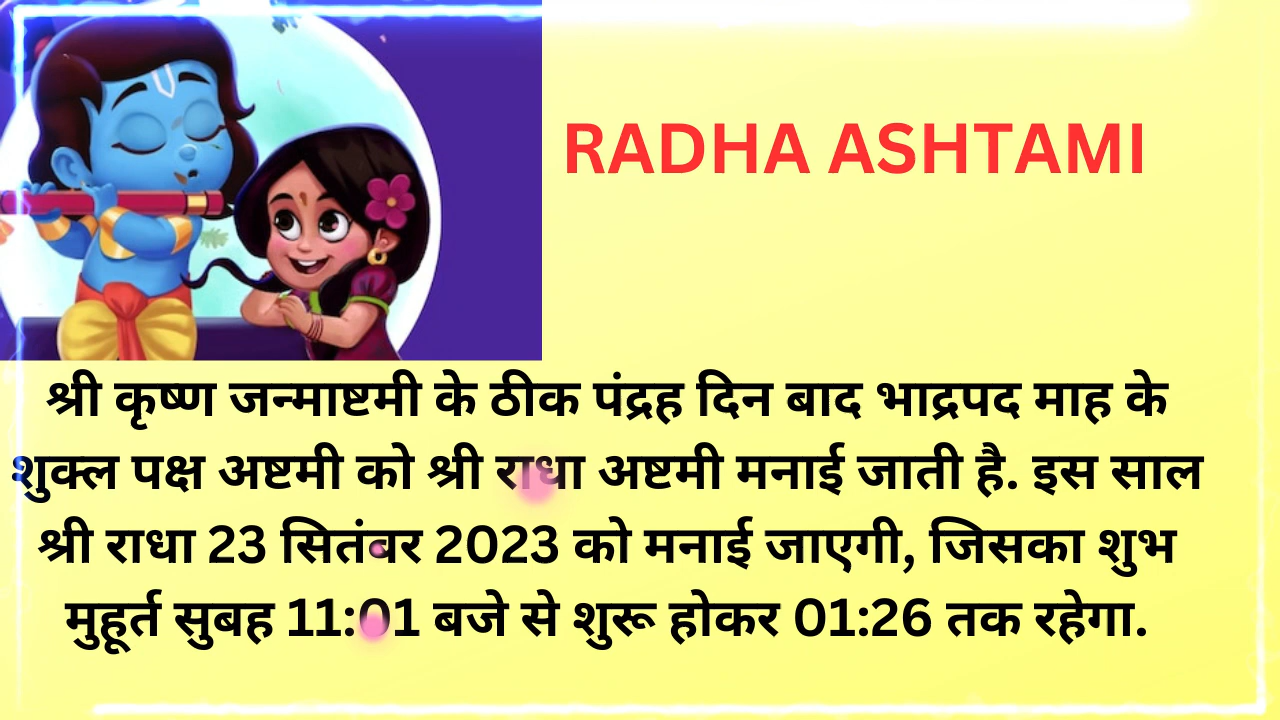 RADHA ASHTAMI
श्री कृष्ण जन्माष्टमी के ठीक पंद्रह दिन बाद भाद्रपद माह के
शुक्ल पक्ष अष्टमी को श्री राधा अष्टमी मनाई जाती है. इस साल
श्री राधा 23 सितंबर 2023 को मनाई जाएगी, जिसका शुभ
मुहूर्त सुबह 11:01 बजे से शुरू होकर 01:26 तक रहेगा.